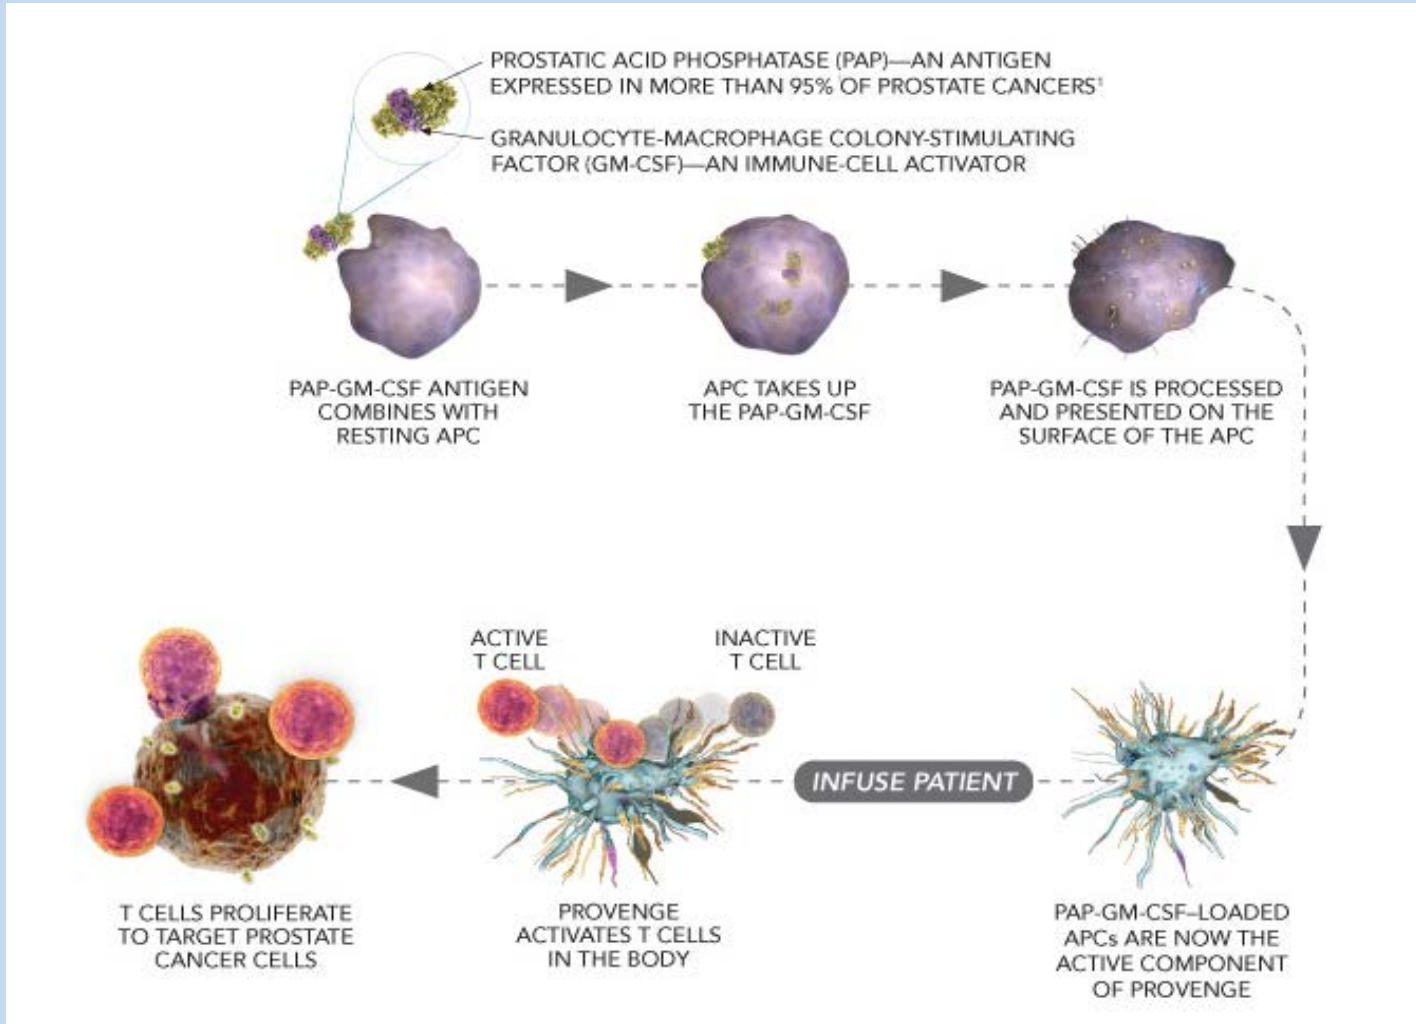 PROSTATIC ACID PHOSPHATASE (PAP)—AN ANTIGEN
EXPRESSED IN MORE THAN 95% OF PROSTATE CANCERS¹
GRANULOCYTE-MACROPHAGE COLONY-STIMULATING
FACTOR (GM-CSF)—AN IMMUNE-CELL ACTIVATOR
PAP-GM-CSF ANTIGEN
COMBINES WITH
RESTING APC
APC TAKES UP
THE PAP-GM-CSF
PAP-GM-CSF IS PROCESSED
AND PRESENTED ON THE
SURFACE OF THE APC
ACTIVE
T CELL
INACTIVE
T CELL
INFUSE PATIENT
T CELLS PROLIFERATE
TO TARGET PROSTATE
CANCER CELLS
PROVENGE
ACTIVATES T CELLS
IN THE BODY
PAP-GM-CSF–LOADED
APCs ARE NOW THE
ACTIVE COMPONENT
OF PROVENGE